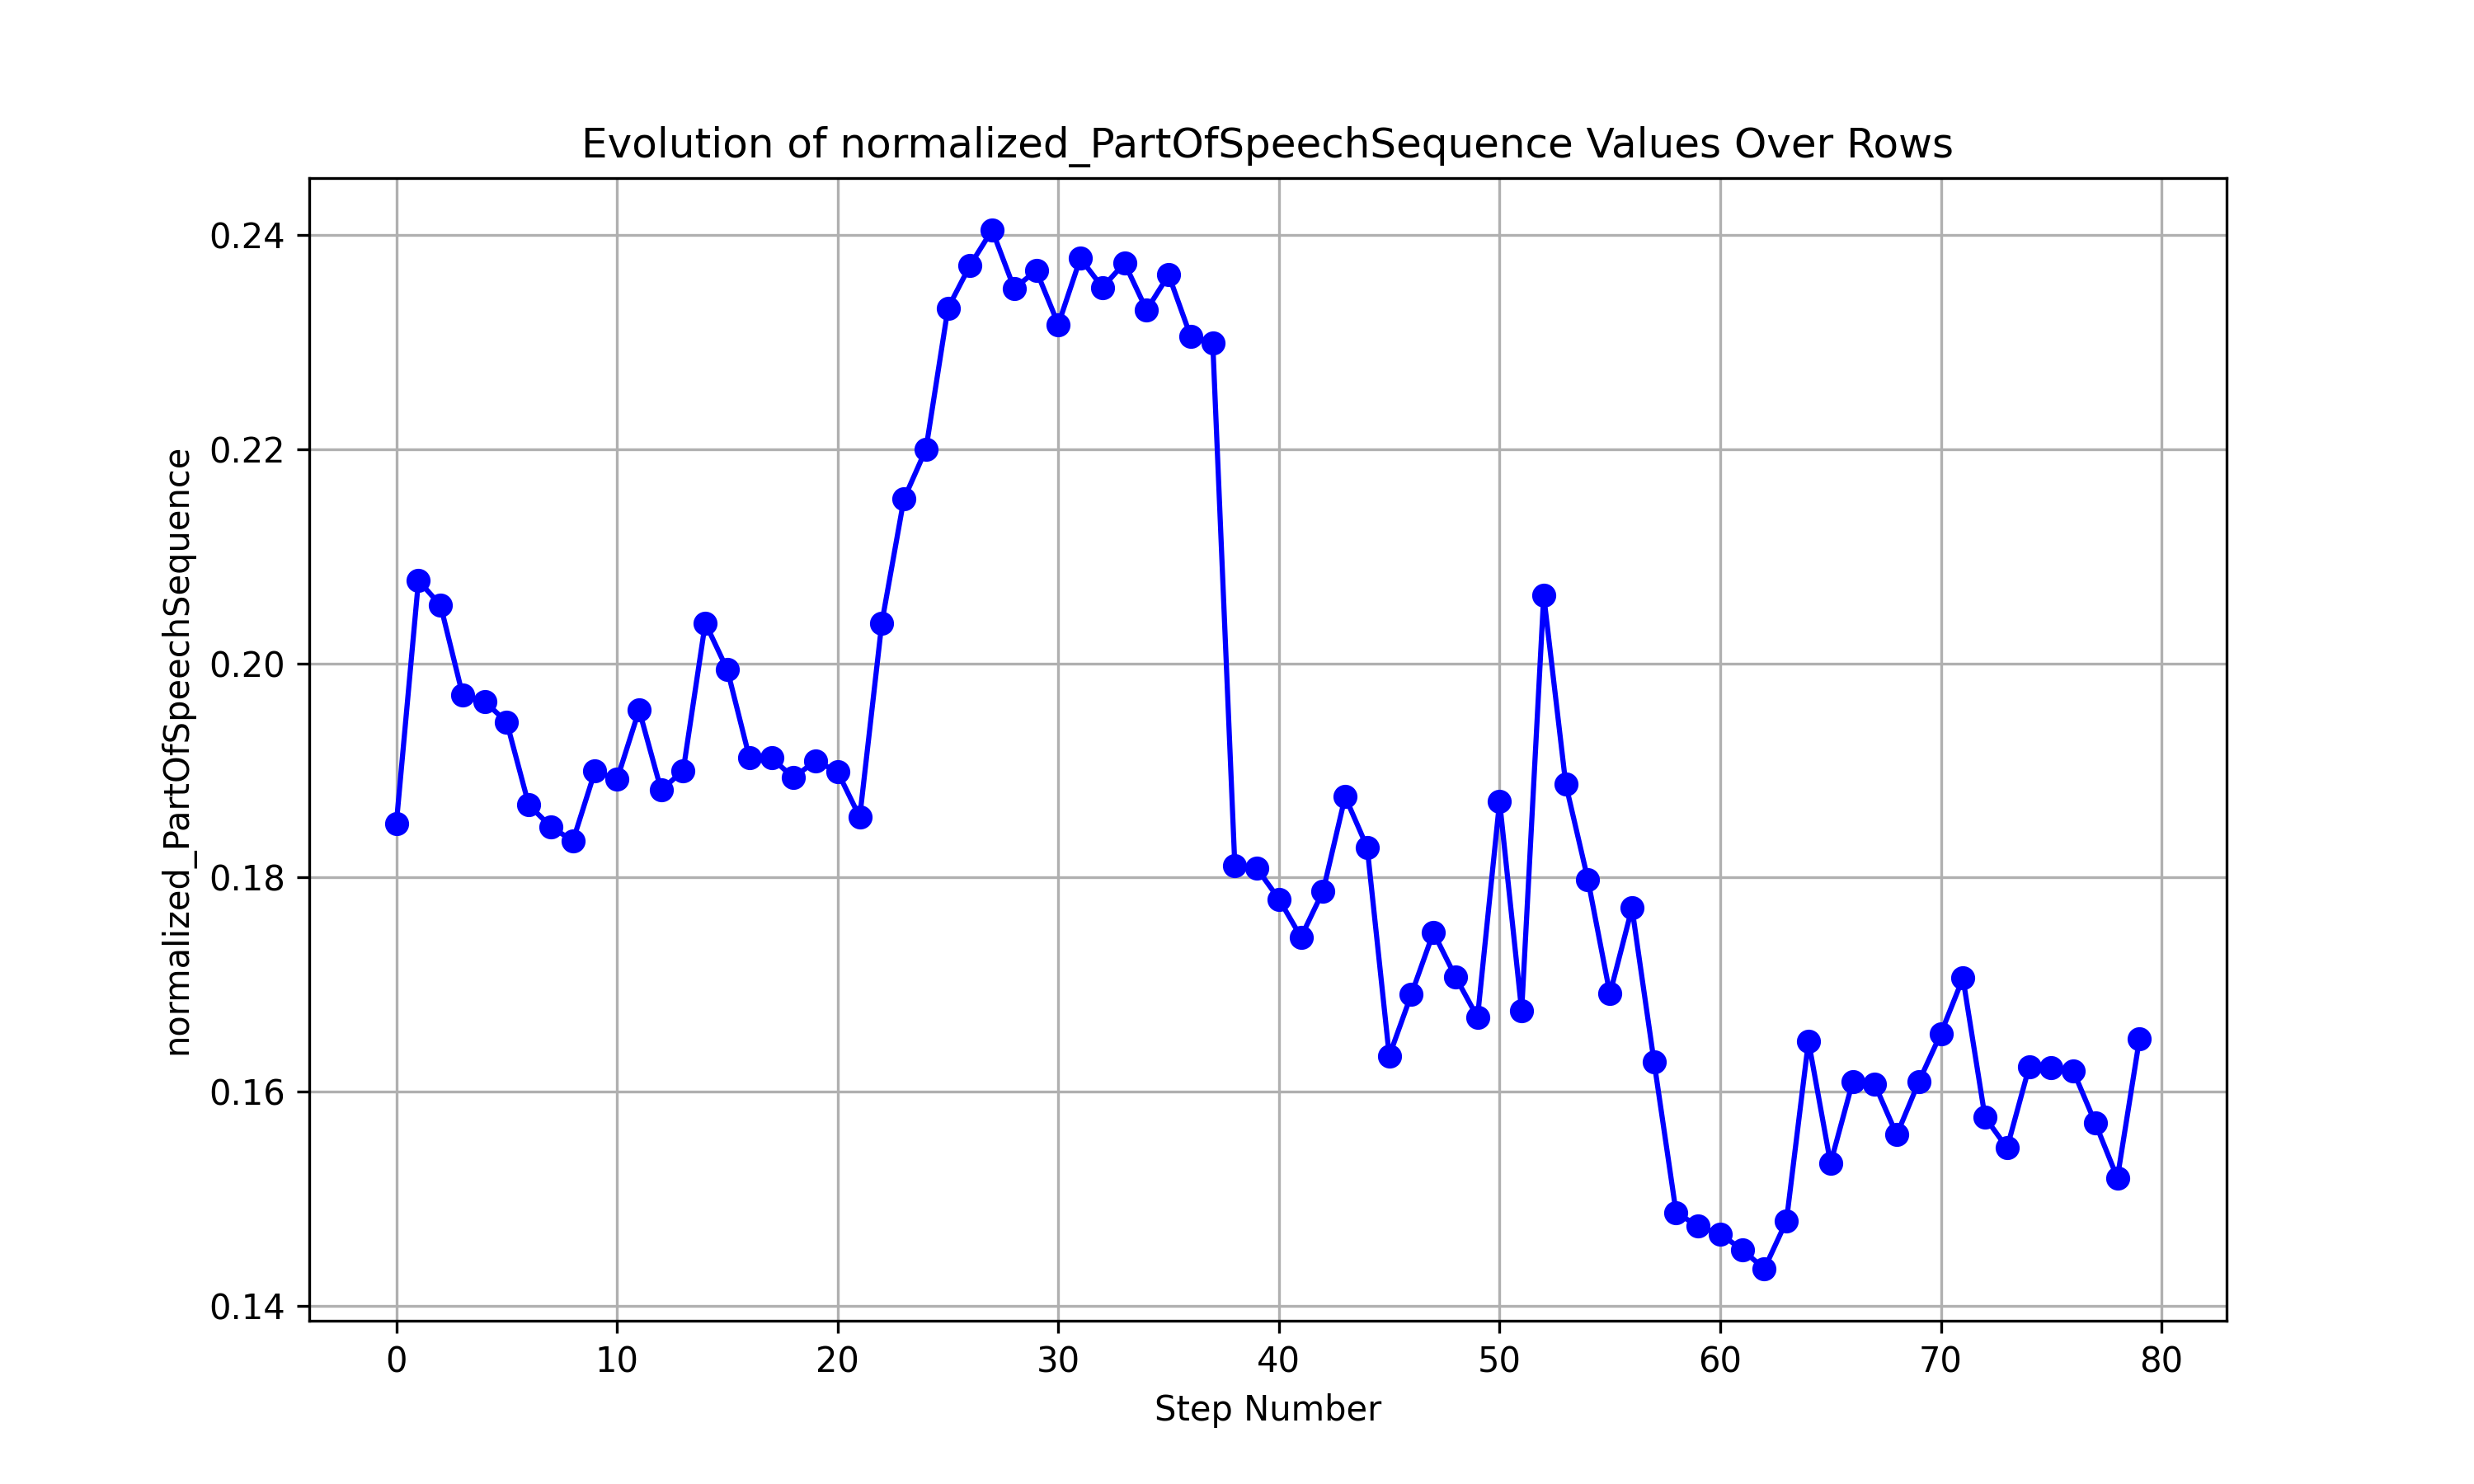 Evolution of normalized_PartOfSpeechSequence Values Over Rows
normalized_PartOfSpeechSequence
0.24
0.22
0.20
0.18
0.16
0.14
0 10 20 30 40 50 60 70 80
Step Number